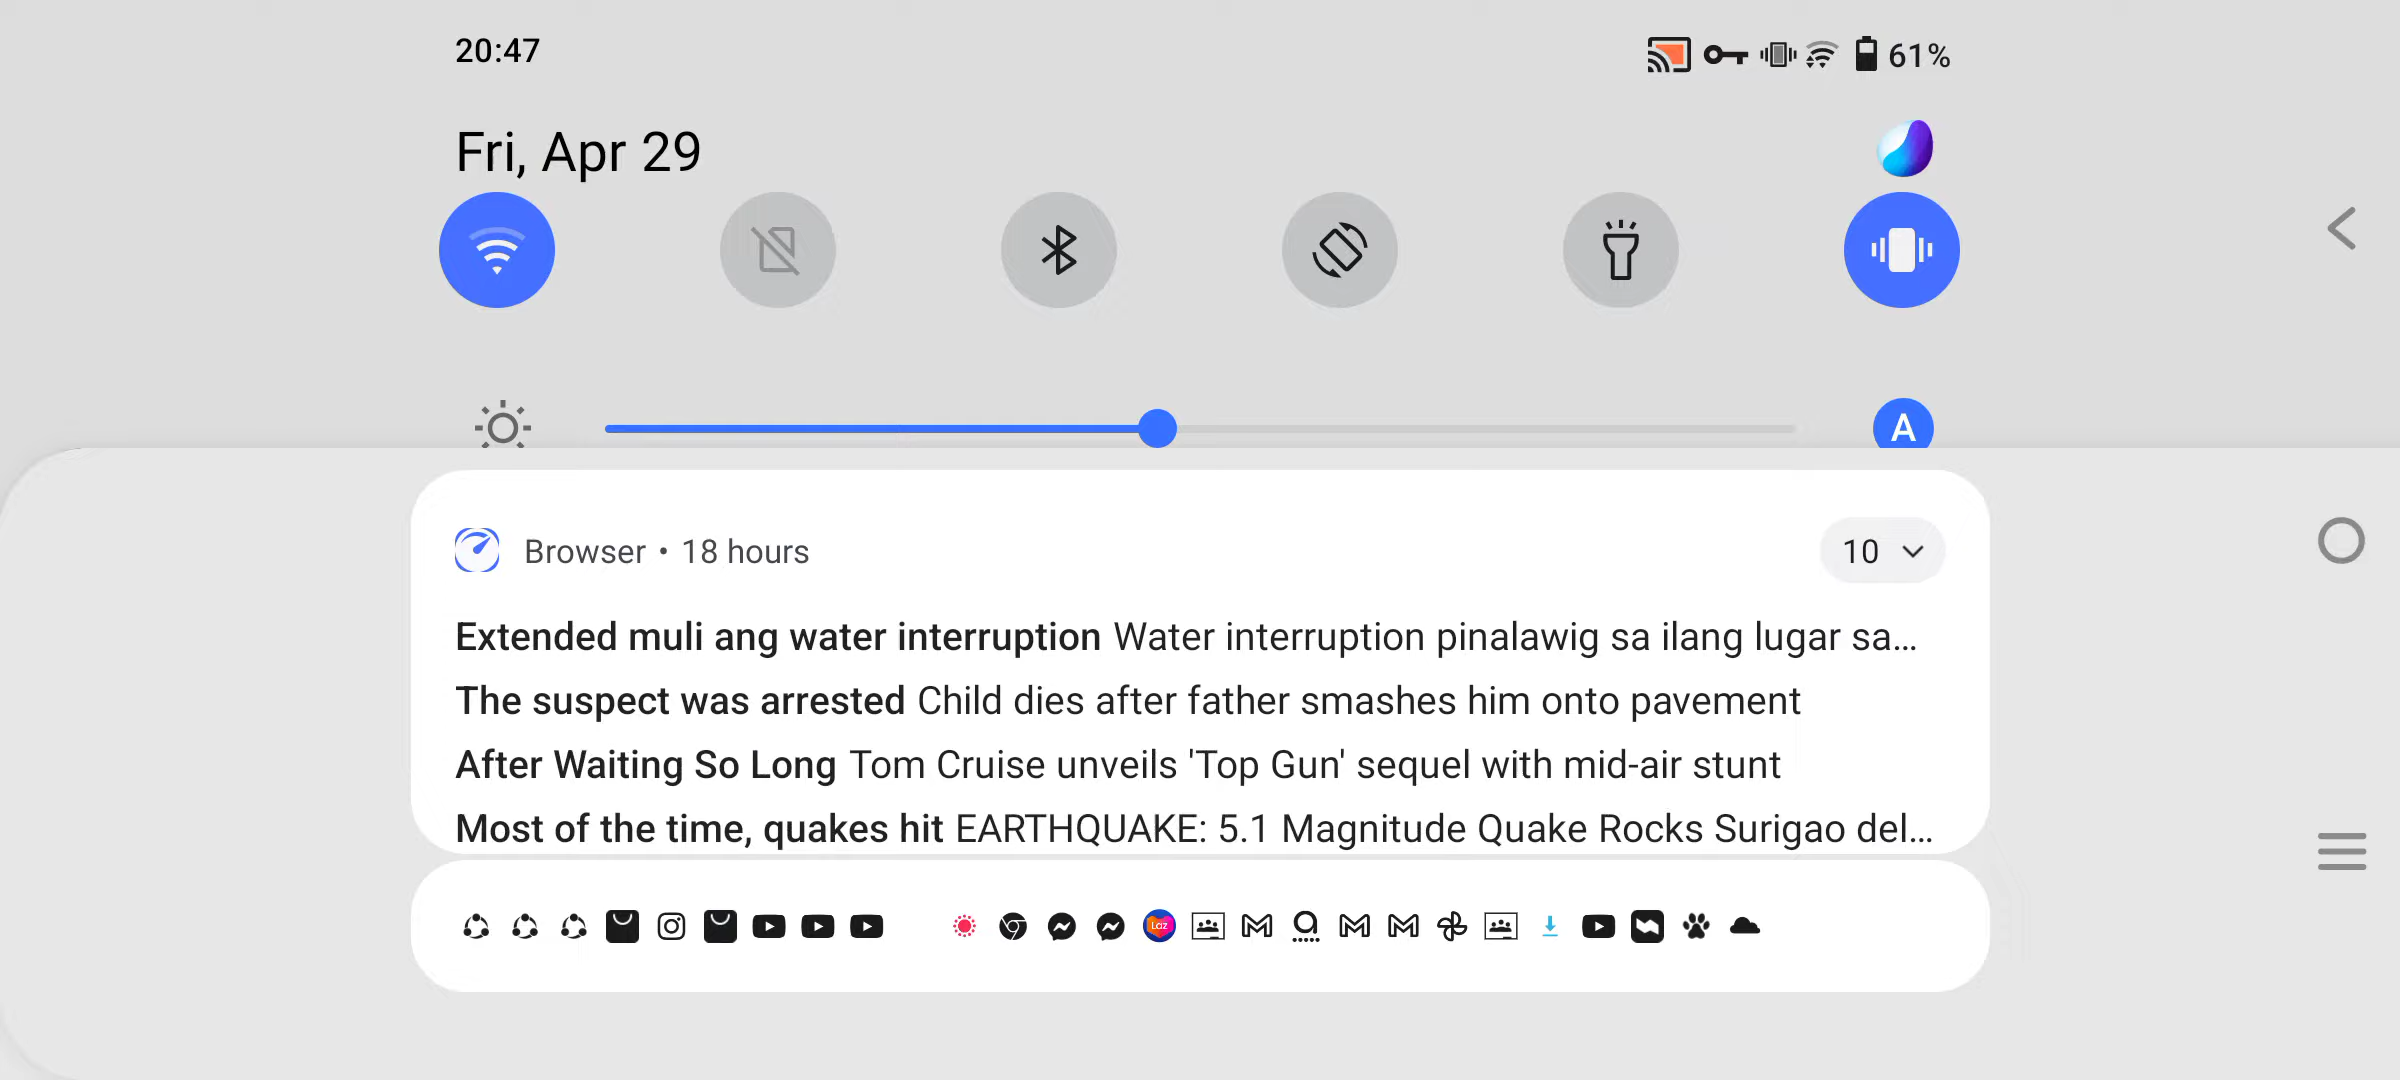 20:47
61%
Fri, Apr 29
A
Browser • 18 hours
10
Extended muli ang water interruption Water interruption pinalawig sa ilang lugar sa...
The suspect was arrested Child dies after father smashes him onto pavement
After Waiting So Long Tom Cruise unveils 'Top Gun' sequel with mid-air stunt
Most of the time, quakes hit EARTHQUAKE: 5.1 Magnitude Quake Rocks Surigao del...
Laz